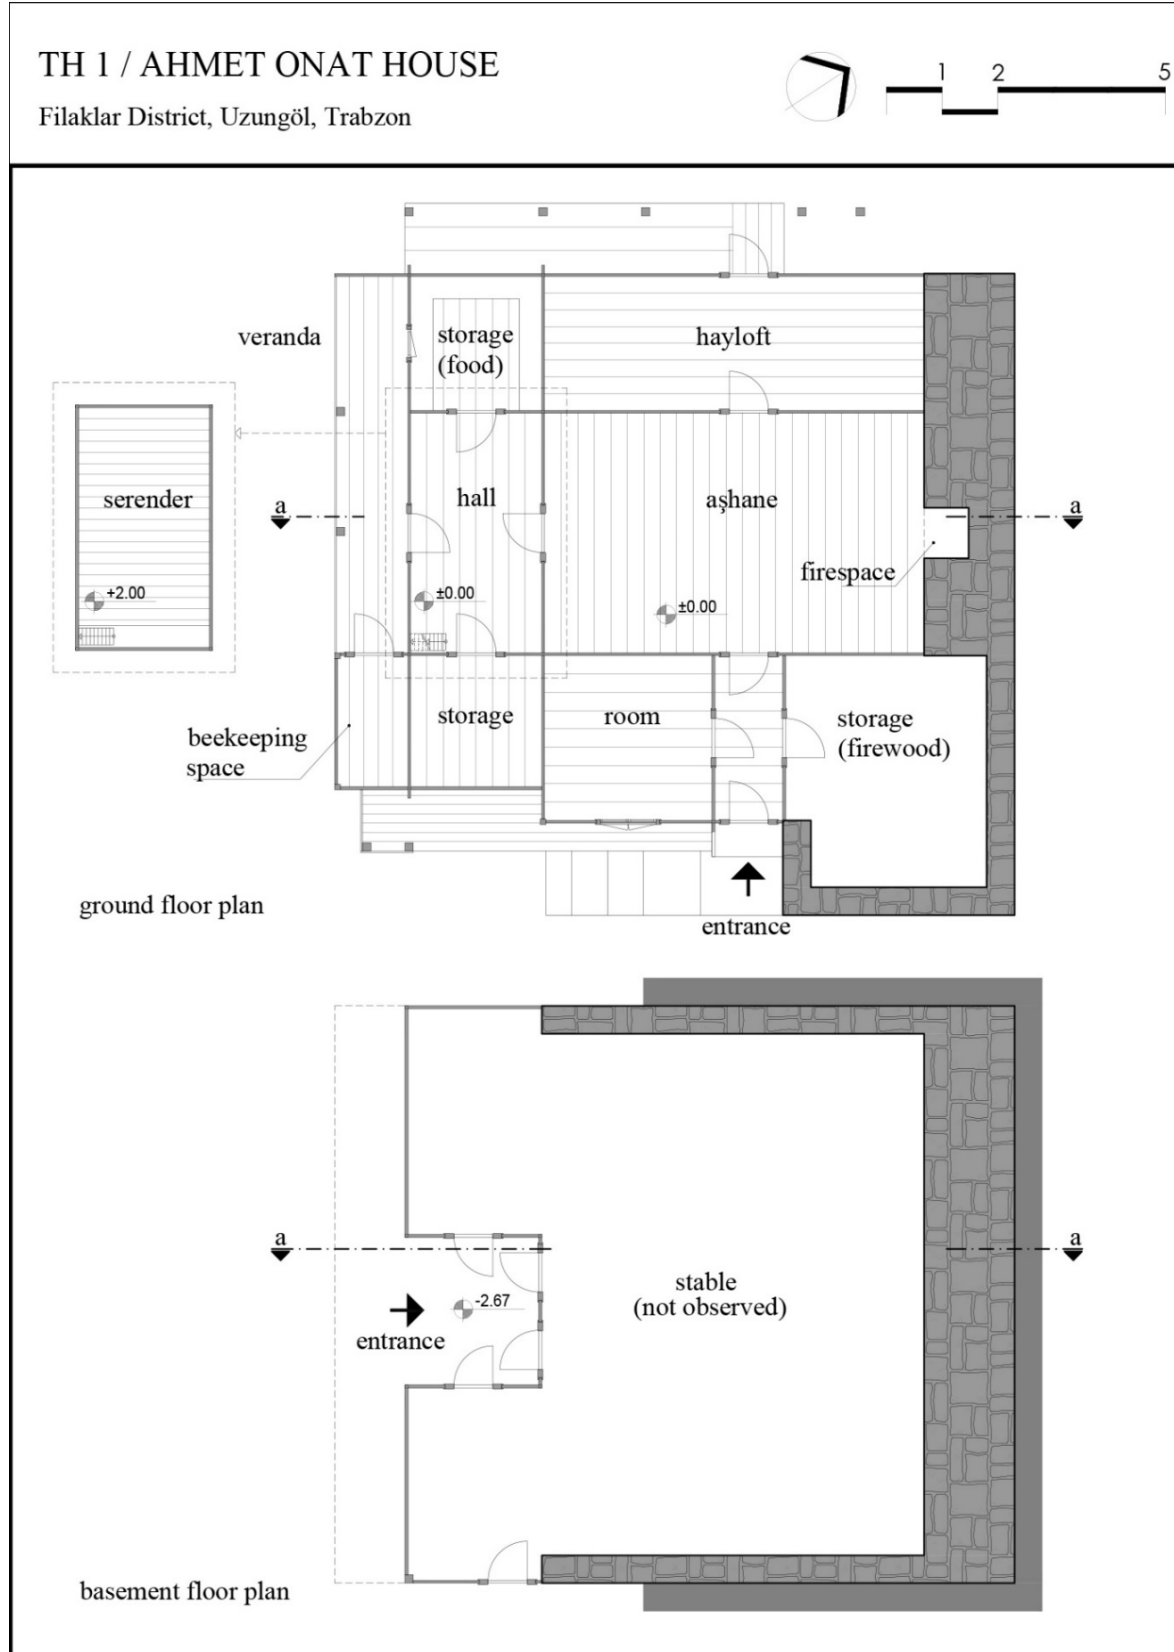 TH 1 / AHMET ONAT HOUSE
Filaklar District, Uzungöl, Trabzon
1 2 5
veranda
storage
(food)
hayloft
serender
hall
aşhane
a
a
firespace
+2.00
±0.00
±0.00
beekeeping
space
storage
room
storage
(firewood)
ground floor plan
entrance
a
a
stable
(not observed)
-2.67
entrance
basement floor plan